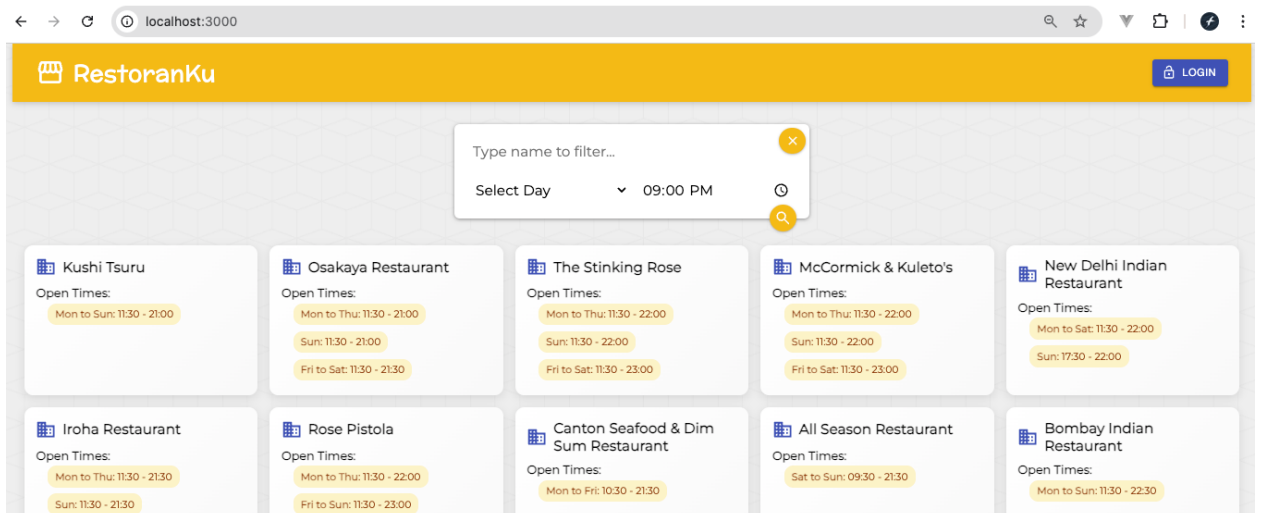 localhost:3000
RestoranKu
LOGIN
Type name to filter...
Select Day 09:00 PM
Kushi Tsuru
Open Times:
Mon to Sun: 11:30 - 21:00
Osakaya Restaurant
Open Times:
Mon to Thu: 11:30 - 21:00
Sun: 11:30 - 21:00
Fri to Sat: 11:30 - 21:30
The Stinking Rose
Open Times:
Mon to Thu: 11:30 - 22:00
Sun: 11:30 - 22:00
Fri to Sat: 11:30 - 23:00
McCormick & Kuleto's
Open Times:
Mon to Thu: 11:30 - 22:00
Sun: 11:30 - 22:00
Fri to Sat: 11:30 - 23:00
New Delhi Indian
Restaurant
Open Times:
Mon to Sat: 11:30 - 22:00
Sun: 17:30 - 22:00
Iroha Restaurant
Open Times:
Mon to Thu: 11:30 - 21:30
Sun: 11:30 - 21:30
Rose Pistola
Open Times:
Mon to Thu: 11:30 - 22:00
Fri to Sun: 11:30 - 23:00
Canton Seafood & Dim
Sum Restaurant
Open Times:
Mon to Fri: 10:30 - 21:30
All Season Restaurant
Open Times:
Sat to Sun: 09:30 - 21:30
Bombay Indian
Restaurant
Open Times:
Mon to Sun: 11:30 - 22:30